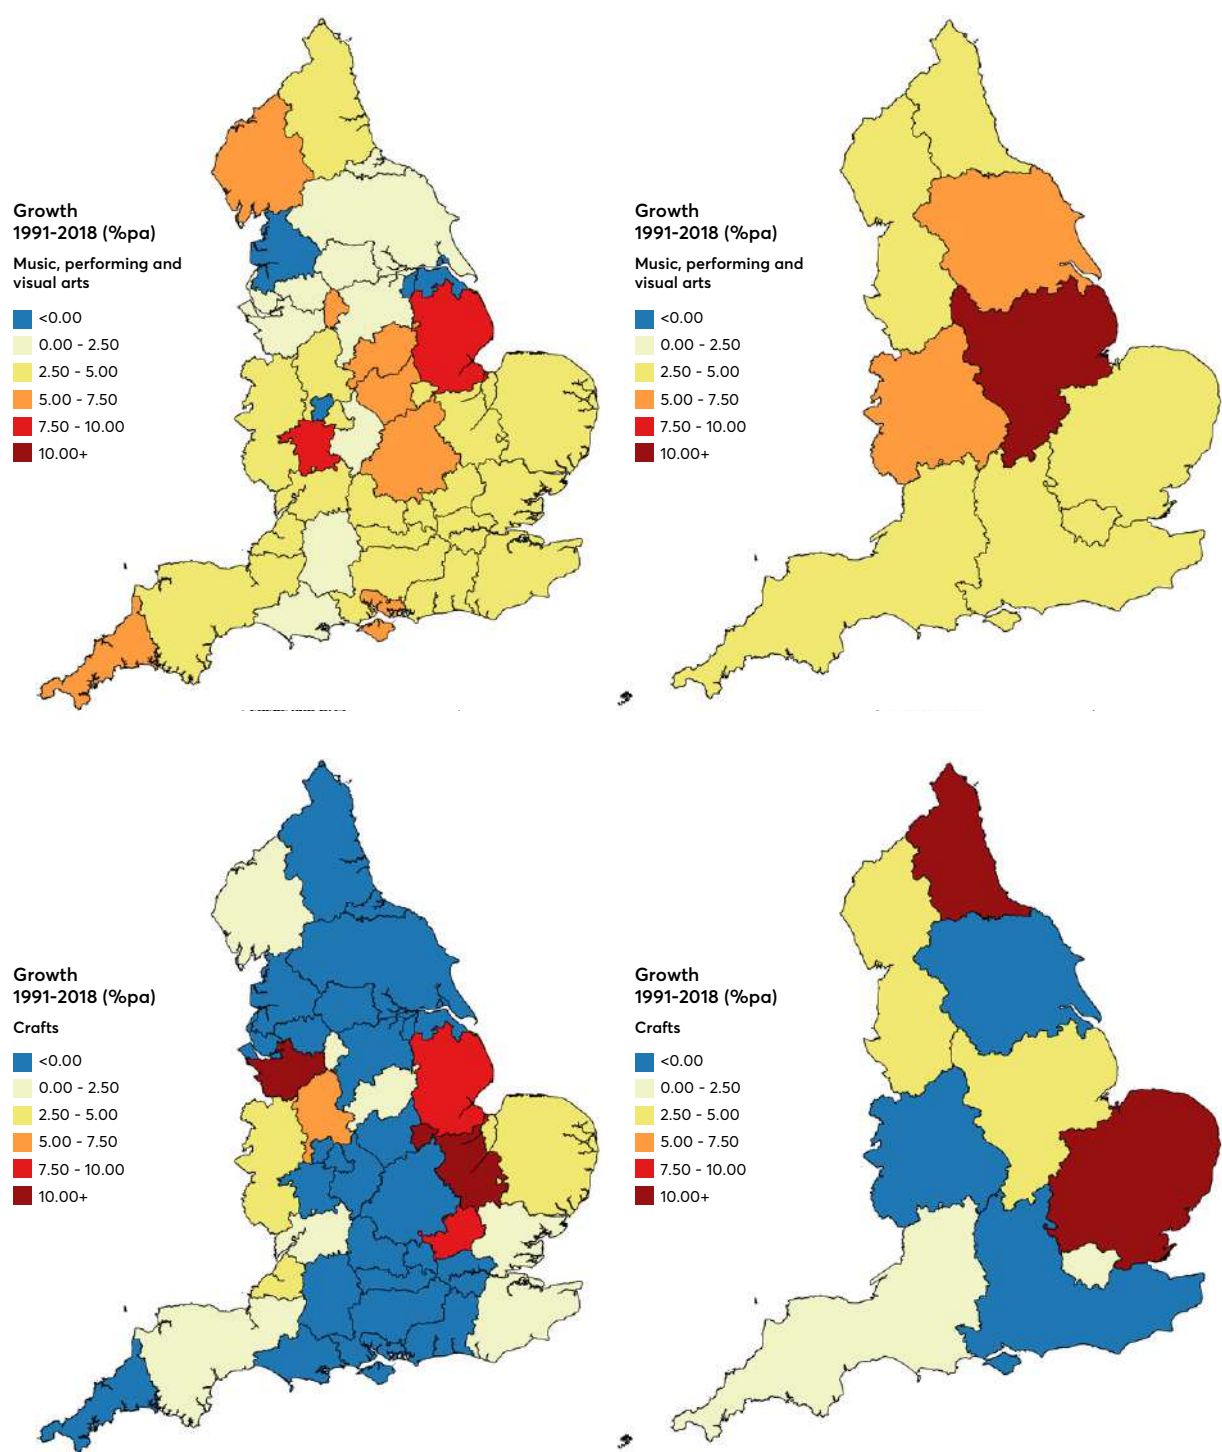 Growth
1991-2018 (%pa)
Music, performing and
visual arts
<0.00
0.00 - 2.50
2.50 - 5.00
5.00 - 7.50
7.50 - 10.00
10.00+
Growth
1991-2018 (%pa)
Music, performing and
visual arts
<0.00
0.00 - 2.50
2.50 - 5.00
5.00 - 7.50
7.50 - 10.00
10.00+
Growth
1991-2018 (%pa)
Crafts
<0.00
0.00 - 2.50
2.50 - 5.00
5.00 - 7.50
7.50 - 10.00
10.00+
Growth
1991-2018 (%pa)
Crafts
<0.00
0.00 - 2.50
2.50 - 5.00
5.00 - 7.50
7.50 - 10.00
10.00+